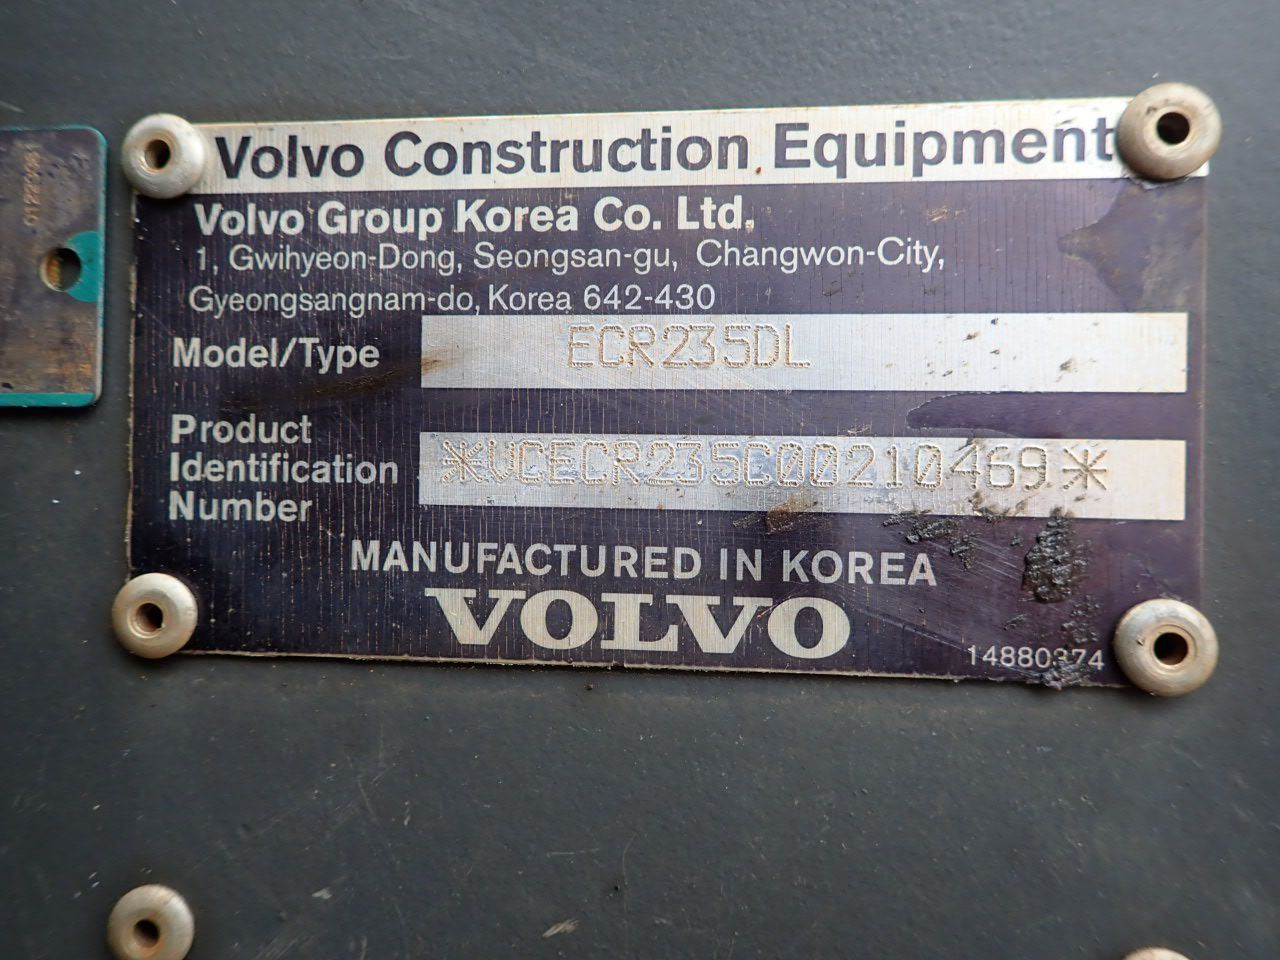 Volvo Construction Equipment
Volvo Group Korea Co. Ltd.
1, Gwihyeon-Dong, Seongsan-gu, Changwon-City,
Gyeongsangnam-do, Korea 642-430
Model/Type ECR235DL
Product Identification Number *VCECR235C00210469*
MANUFACTURED IN KOREA
VOLVO